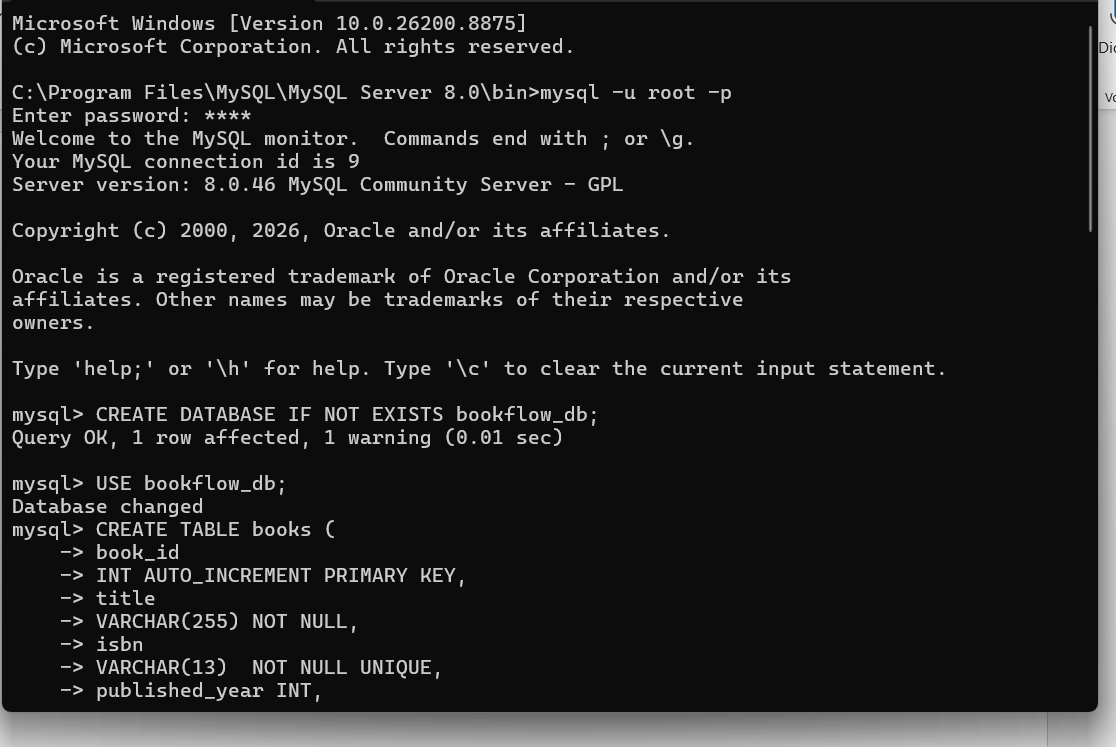 Microsoft Windows [Version 10.0.26200.8875]
(c) Microsoft Corporation. All rights reserved.
C:\Program Files\MySQL\MySQL Server 8.0\bin>mysql -u root -p
Enter password: ****
Welcome to the MySQL monitor.  Commands end with ; or \g.
Your MySQL connection id is 9
Server version: 8.0.46 MySQL Community Server - GPL
Copyright (c) 2000, 2026, Oracle and/or its affiliates.
Oracle is a registered trademark of Oracle Corporation and/or its
affiliates. Other names may be trademarks of their respective
owners.
Type 'help;' or '\h' for help. Type '\c' to clear the current input statement.
mysql> CREATE DATABASE IF NOT EXISTS bookflow_db;
Query OK, 1 row affected, 1 warning (0.01 sec)
mysql> USE bookflow_db;
Database changed
mysql> CREATE TABLE books (
    -> book_id
    -> INT AUTO_INCREMENT PRIMARY KEY,
    -> title
    -> VARCHAR(255) NOT NULL,
    -> isbn
    -> VARCHAR(13)  NOT NULL UNIQUE,
    -> published_year INT,